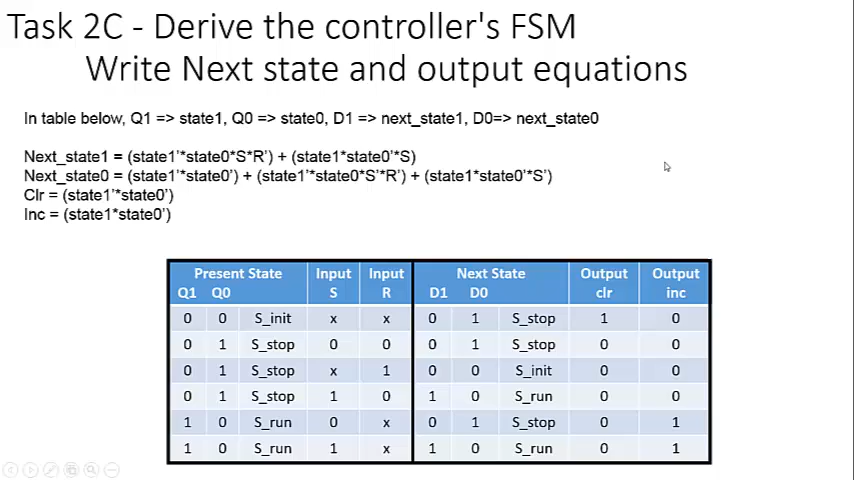 Task 2C - Derive the controller's FSM
Write Next state and output equations
In table below, Q1 => state1, Q0 => state0, D1 => next_state1, D0=> next_state0
Next_state1 = (state1'*state0*S*R') + (state1*state0'*S)
Next_state0 = (state1'*state0') + (state1'*state0*S'*R') + (state1*state0'*S')
Clr = (state1'*state0')
Inc = (state1*state0')
Present State Input Input Next State Output Output
Q1 Q0 S R D1 D0 clr inc
0 0 S_init x x 0 1 S_stop 1 0
0 1 S_stop 0 0 0 1 S_stop 0 0
0 1 S_stop x 1 0 0 S_init 0 0
0 1 S_stop 1 0 1 0 S_run 0 0
1 0 S_run 0 x 0 1 S_stop 0 1
1 0 S_run 1 x 1 0 S_run 0 1